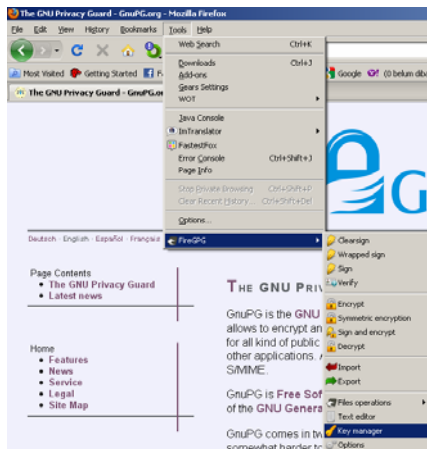 The GNU Privacy Guard - GnuPG.org - Mozilla Firefox
File Edit View History Bookmarks Tools Help
Most Visited Getting Started
Google (0 belum
The GNU Privacy Guard - GnuPG.o
Web Search Ctrl+K
Downloads Ctrl+J
Add-ons
Gears Settings
WOT
Java Console
ImTranslator
FastestFox
Error Console Ctrl+Shift+J
Page Info
Stop Private Browsing Ctrl+Shift+P
Clear Recent History... Ctrl+Shift+Del
Options...
FireGPG
Clearsign
Wrapped sign
Sign
Verify
Encrypt
Symmetric encryption
Sign and encrypt
Decrypt
Import
Export
Files operations
Text editor
Key manager
Options
G
Deutsch · English · Español · Français
Page Contents
The GNU Privacy Guard
Latest news
Home
Features
News
Service
Legal
Site Map
THE GNU PRIV
GnuPG is the GNU
allows to encrypt an
for all kind of public
other applications. A
S/MIME.
GnuPG is Free Sof
of the GNU Genera
GnuPG comes in tw
somewhat harder to